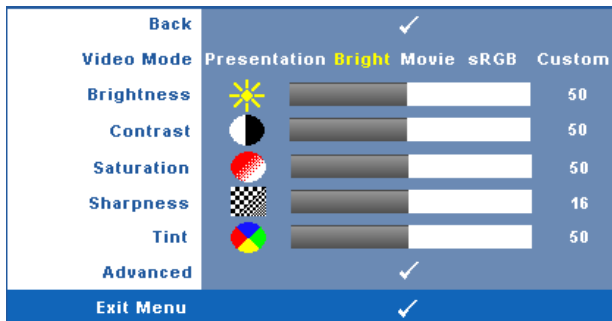 Back
Video Mode Presentation Bright Movie sRGB Custom
Brightness 50
Contrast 50
Saturation 50
Sharpness 16
Tint 50
Advanced
Exit Menu